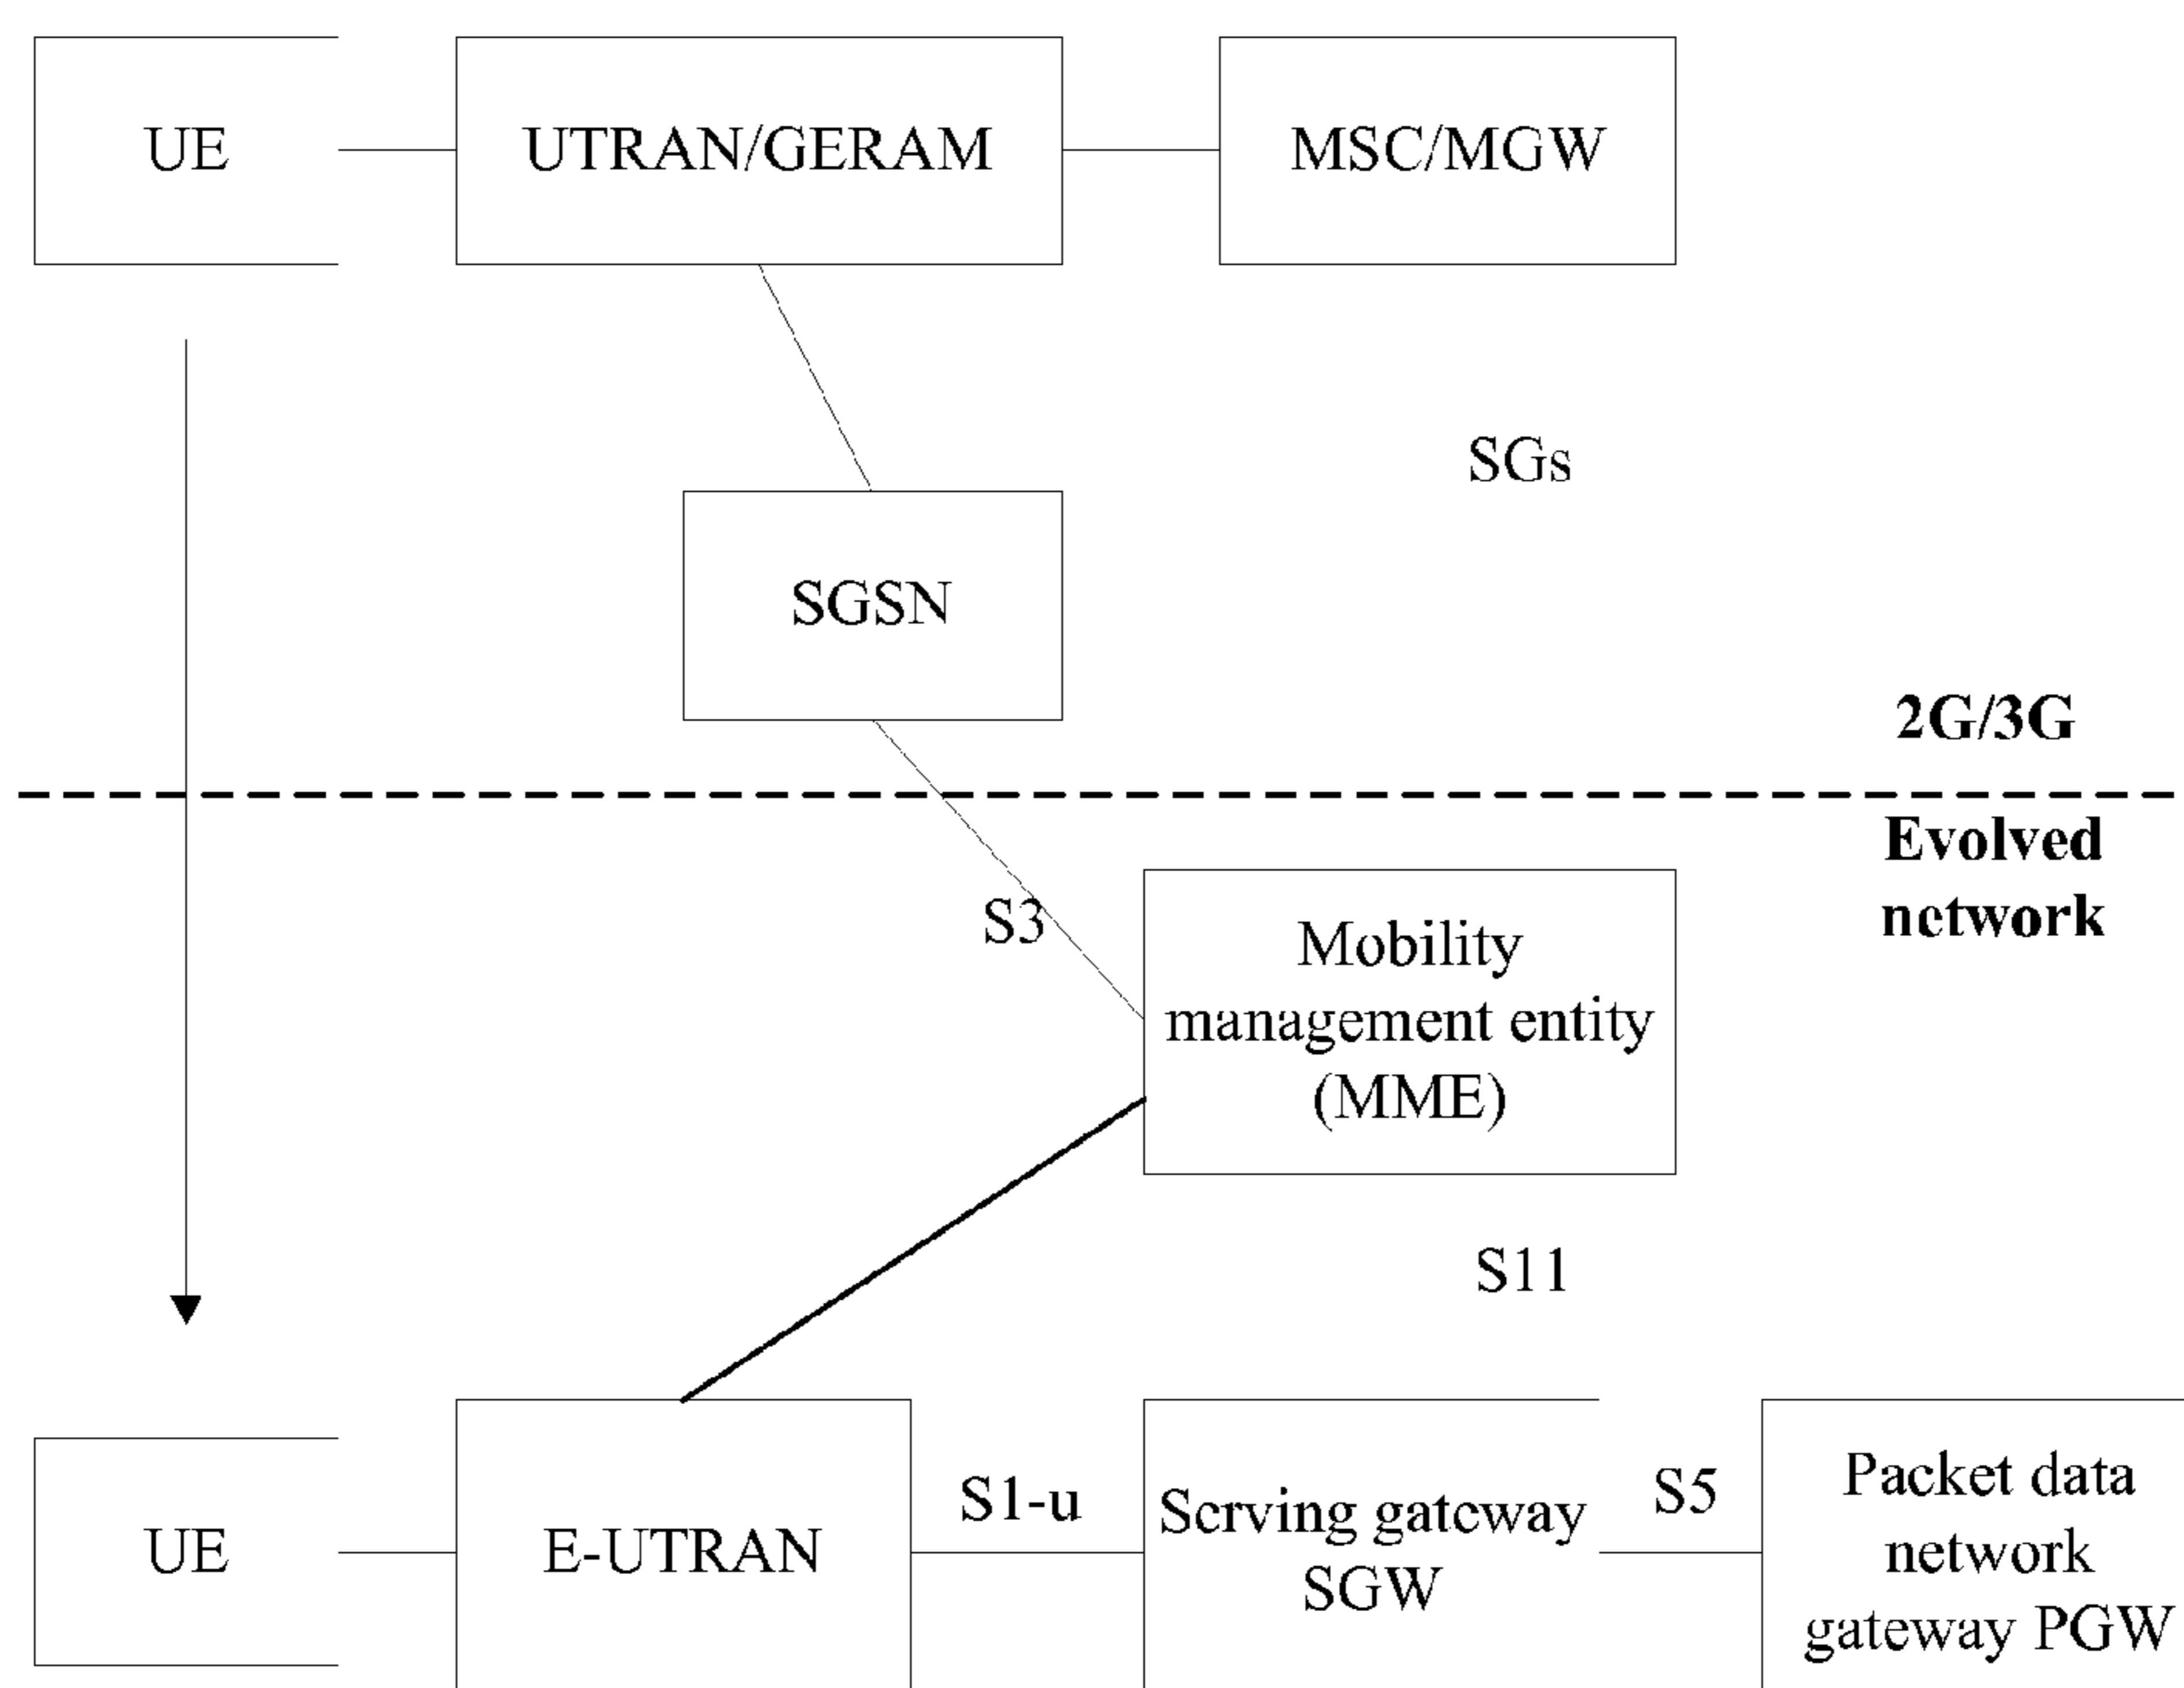 UE
UTRAN/GERAM
MSC/MGW
SGs
SGSN
2G/3G
Evolved
network
S3
Mobility
management entity
(MME)
S11
UE
E-UTRAN
S1-u
Serving gateway
SGW
S5
Packet data
network
gateway PGW